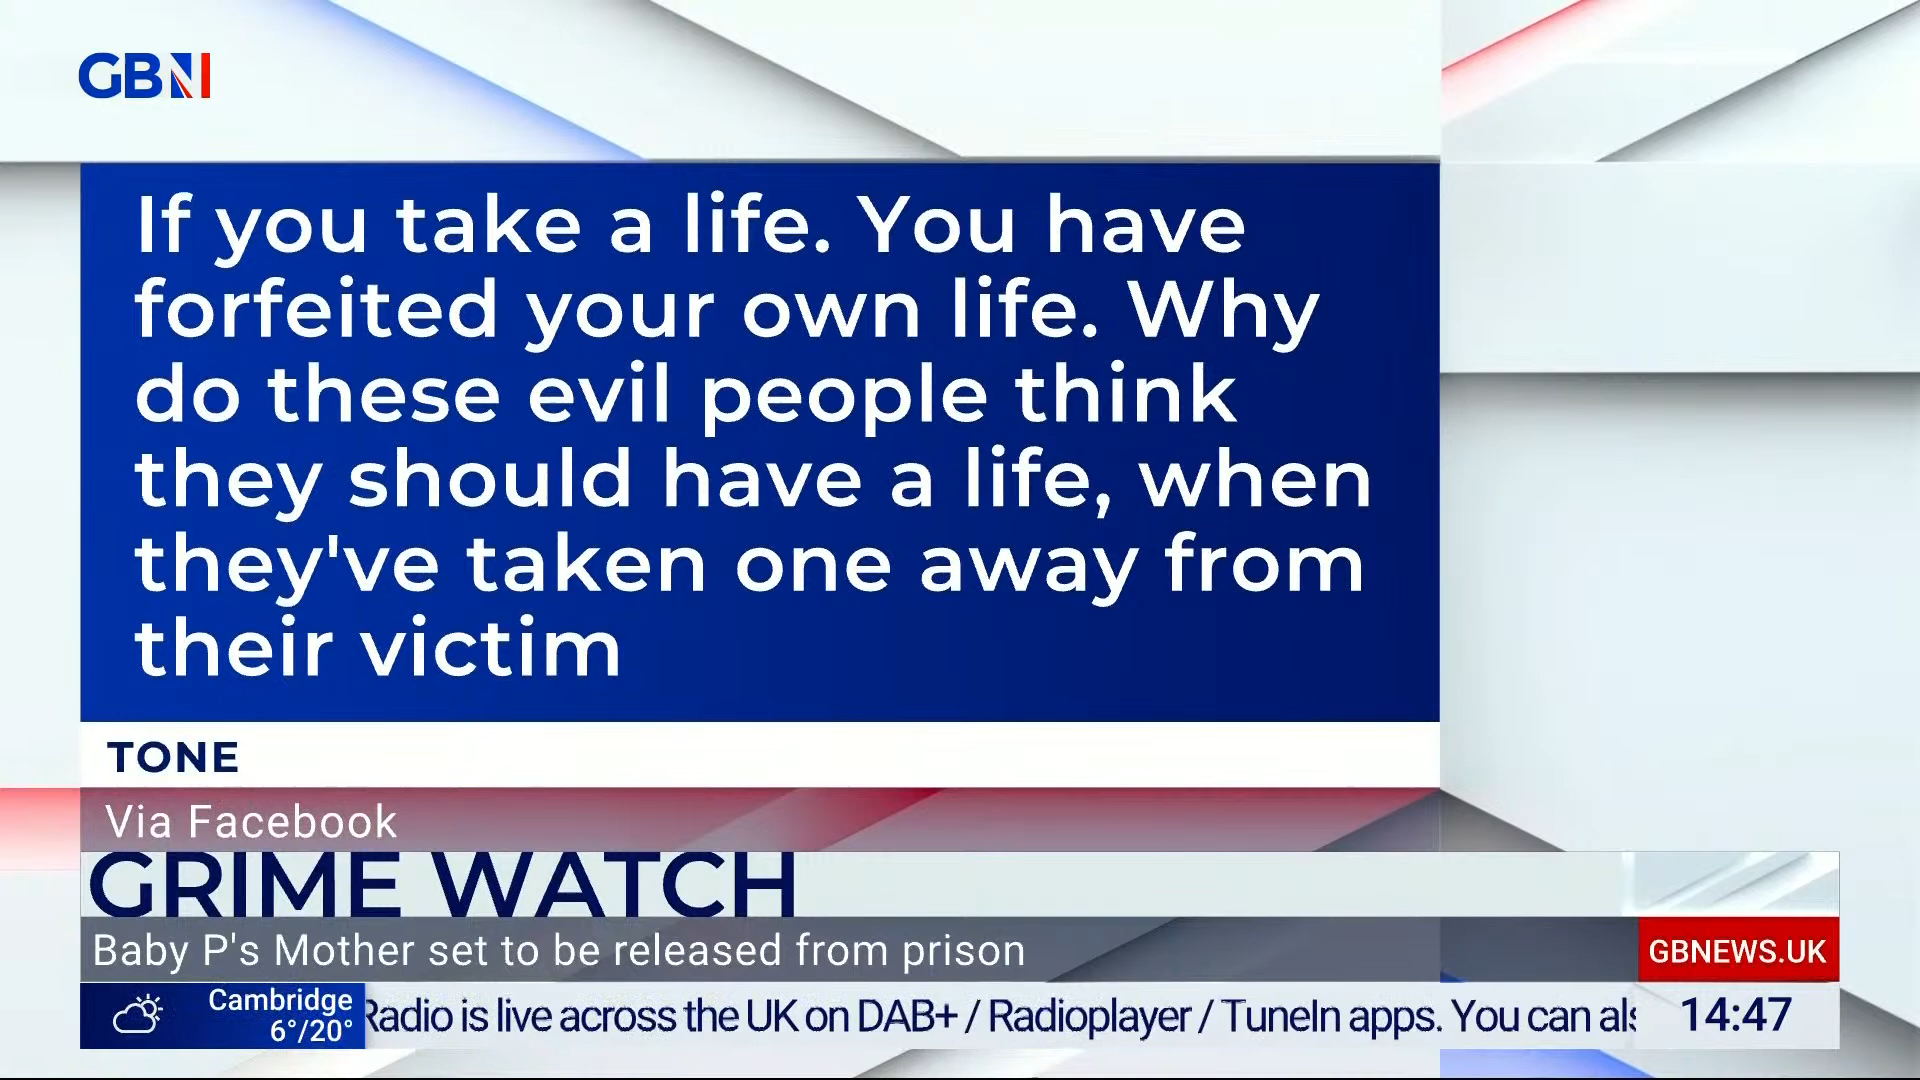 GBN
If you take a life. You have
forfeited your own life. Why
do these evil people think
they should have a life, when
they've taken one away from
their victim
TONE
Via Facebook
GRIME WATCH
Baby P's Mother set to be released from prison
GBNEWS.UK
Cambridge
6°/20°
Radio is live across the UK on DAB+ / Radioplayer / TuneIn apps. You can als
14:47